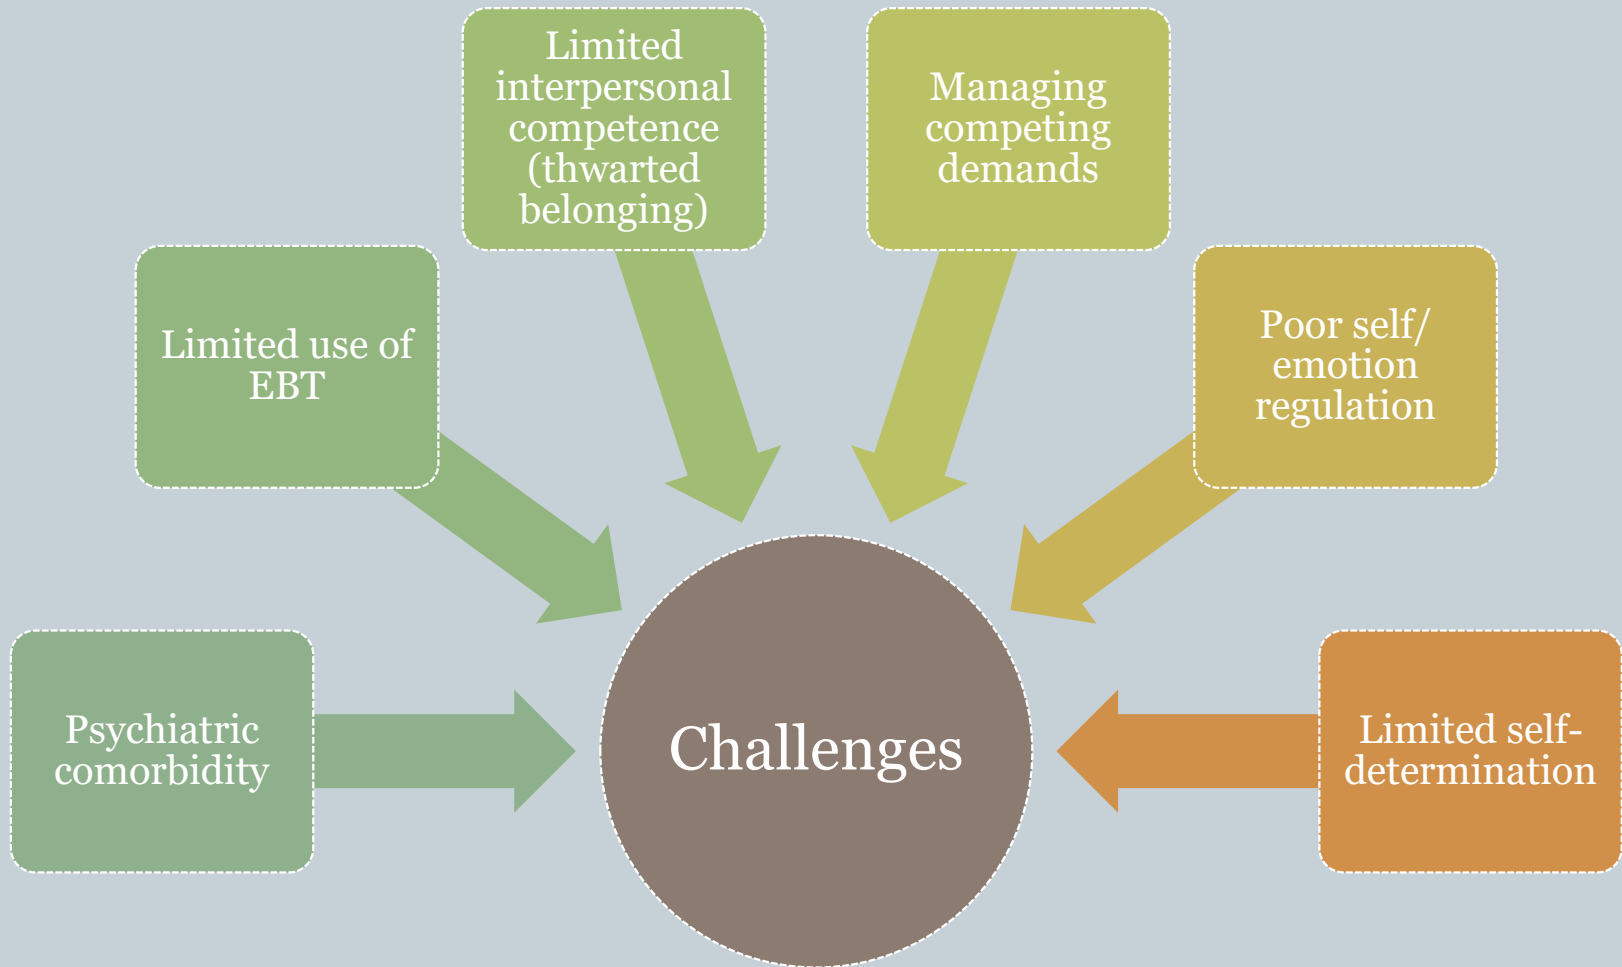 Limited
interpersonal
competence
(thwarted
belonging)
Managing
competing
demands
Limited use of
EBT
Poor self/
emotion
regulation
Psychiatric
comorbidity
Challenges
Limited self-
determination